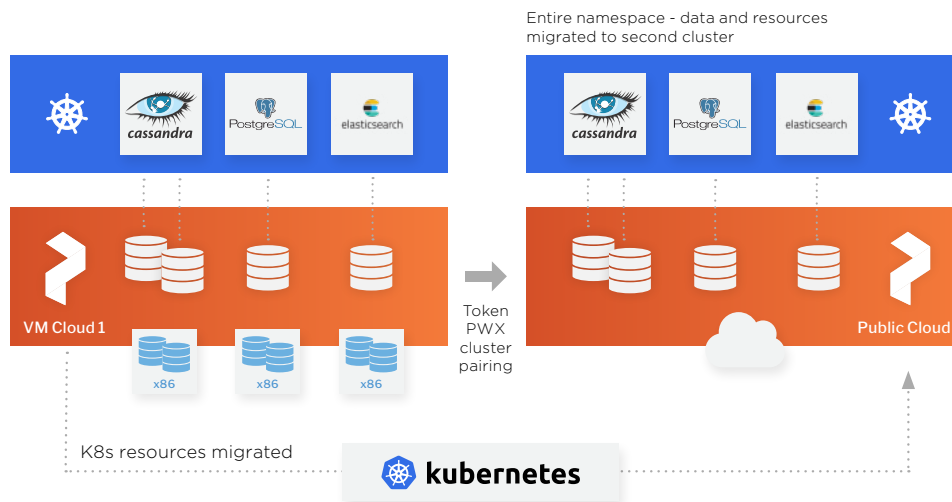 Entire namespace - data and resources
migrated to second cluster
cassandra
PostgreSQL
elasticsearch
cassandra
PostgreSQL
elasticsearch
VM Cloud 1
Token
PWX
cluster
pairing
Public Cloud
x86
x86
x86
K8s resources migrated
kubernetes